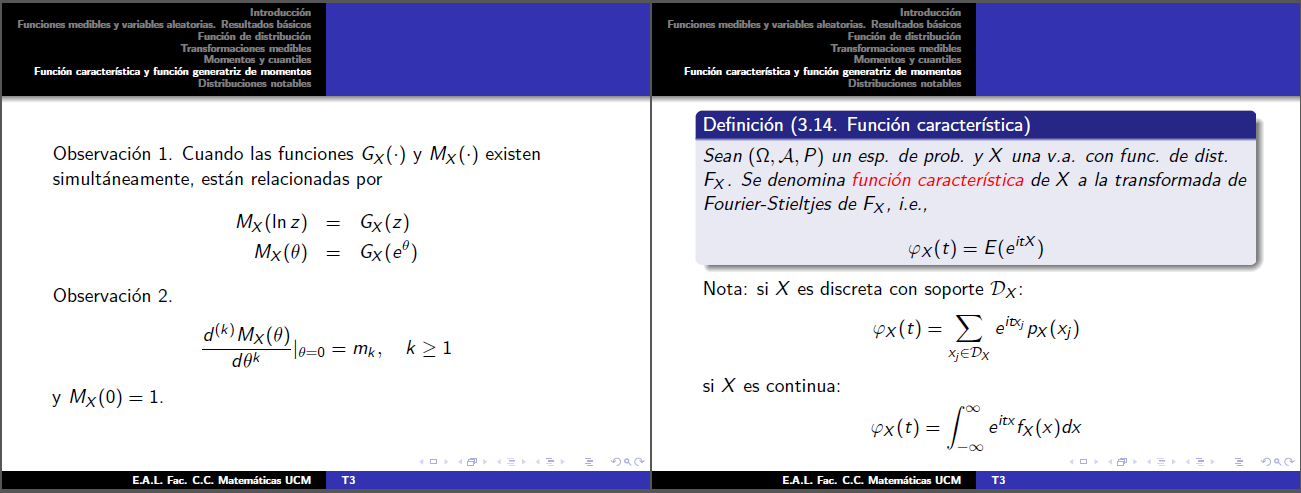 Introducción
Funciones medibles y variables aleatorias. Resultados básicos
Función de distribución
Transformaciones medibles
Momentos y cuantiles
Función característica y función generatriz de momentos
Distribuciones notables
Observación 1. Cuando las funciones G_X(·) y M_X(·) existen
simultáneamente, están relacionadas por
M_X(ln z) = G_X(z)
M_X(θ) = G_X(e^θ)
Observación 2.
d^(k) M_X(θ) / dθ^k |_{θ=0} = m_k, k ≥ 1
y M_X(0) = 1.
E.A.L. Fac. C.C. Matemáticas UCM T3
Introducción
Funciones medibles y variables aleatorias. Resultados básicos
Función de distribución
Transformaciones medibles
Momentos y cuantiles
Función característica y función generatriz de momentos
Distribuciones notables
Definición (3.14. Función característica)
Sean (Ω, 𝒜, P) un esp. de prob. y X una v.a. con func. de dist.
F_X. Se denomina función característica de X a la transformada de
Fourier-Stieltjes de F_X, i.e.,
φ_X(t) = E(e^{itX})
Nota: si X es discreta con soporte 𝒟_X:
φ_X(t) = ∑_{x_j∈𝒟_X} e^{itx_j} p_X(x_j)
si X es continua:
φ_X(t) = ∫_{−∞}^{∞} e^{itx} f_X(x)dx
E.A.L. Fac. C.C. Matemáticas UCM T3